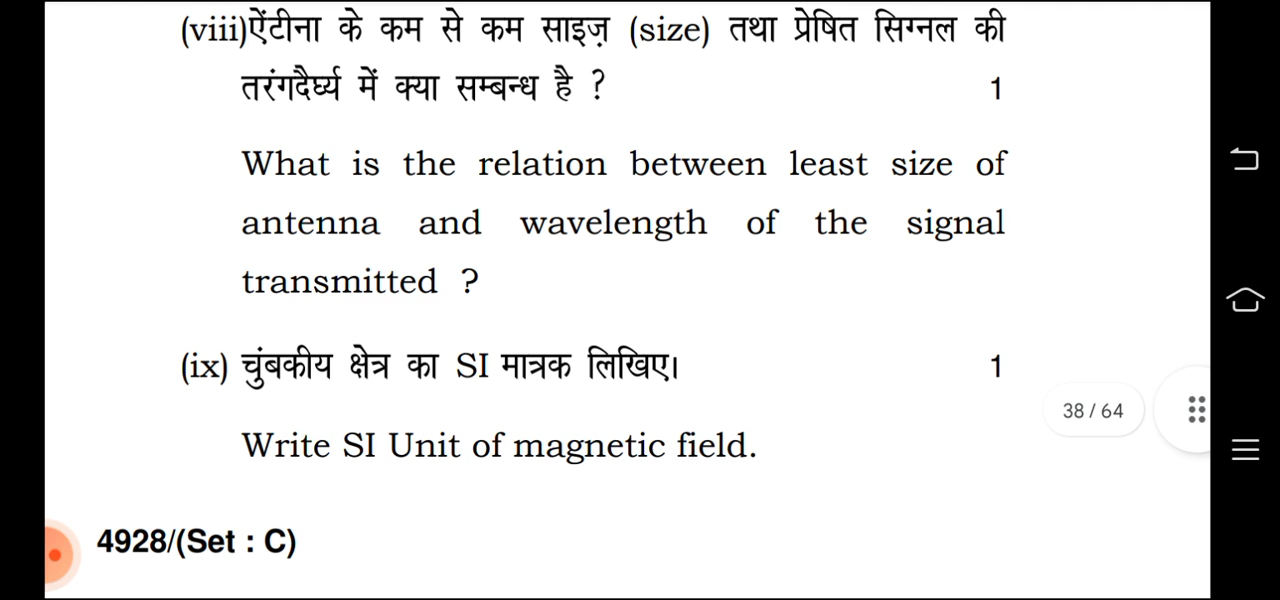 (viii)ऐंटीना के कम से कम साइज़ (size) तथा प्रेषित सिग्नल की
तरंगदैर्घ्य में क्या सम्बन्ध है ? 1
What is the relation between least size of
antenna and wavelength of the signal
transmitted ?
(ix) चुंबकीय क्षेत्र का SI मात्रक लिखिए। 1
38 / 64
Write SI Unit of magnetic field.
4928/(Set : C)